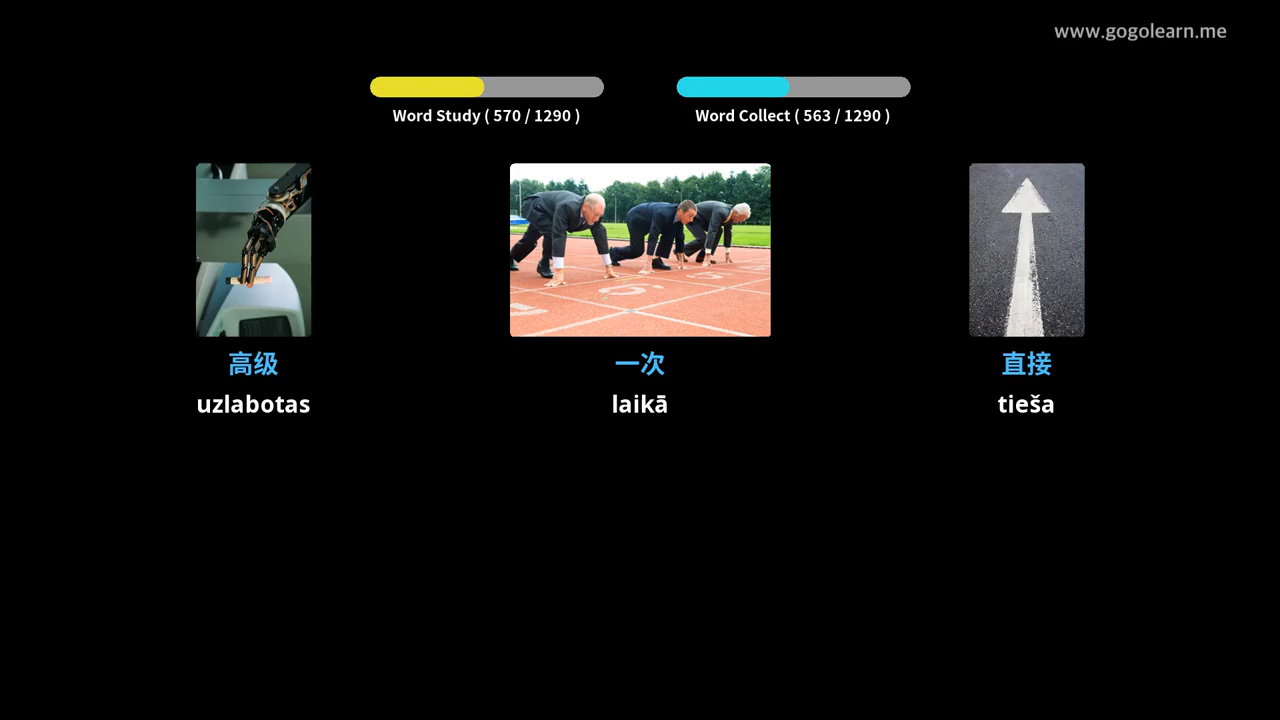 www.gogolearn.me
Word Study ( 570 / 1290 )
Word Collect ( 563 / 1290 )
高级
一次
直接
uzlabotas
laikā
tieša